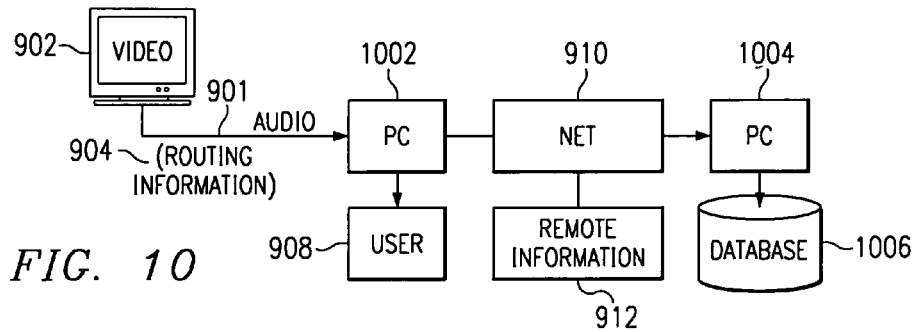 902
VIDEO
901
904
AUDIO
(ROUTING
INFORMATION)
1002
PC
908
USER
910
NET
REMOTE
INFORMATION
912
1004
PC
DATABASE
1006
FIG. 10